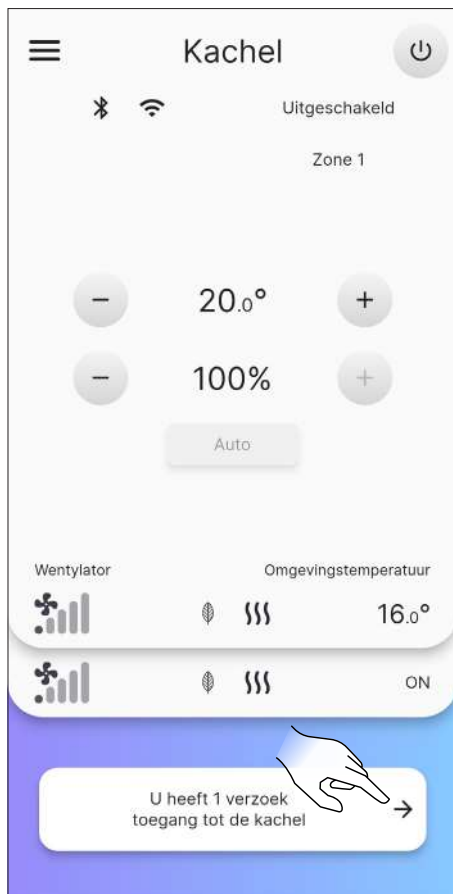 Kachel
Uitgeschakeld
Zone 1
20.0°
100%
Auto
Wentylator
Omgevingstemperatuur
16.0°
ON
U heeft 1 verzoek
toegang tot de kachel